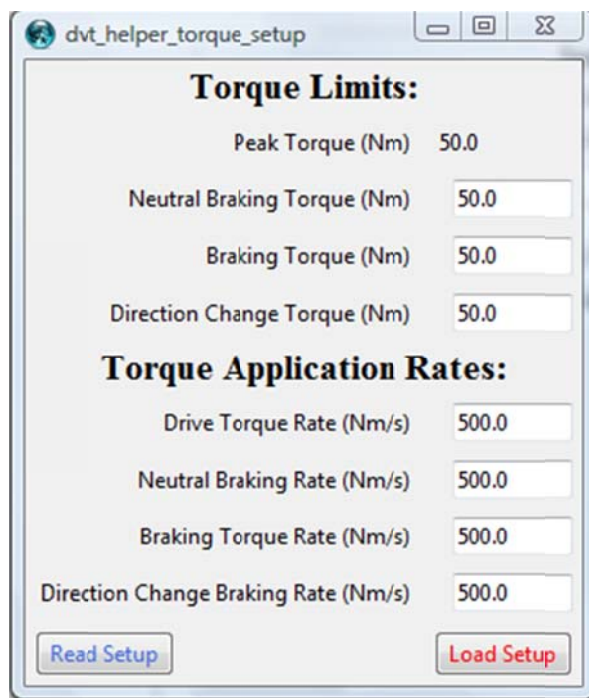 dvt_helper_torque_setup
Torque Limits:
Peak Torque (Nm) 50.0
Neutral Braking Torque (Nm) 50.0
Braking Torque (Nm) 50.0
Direction Change Torque (Nm) 50.0
Torque Application Rates:
Drive Torque Rate (Nm/s) 500.0
Neutral Braking Rate (Nm/s) 500.0
Braking Torque Rate (Nm/s) 500.0
Direction Change Braking Rate (Nm/s) 500.0
Read Setup Load Setup